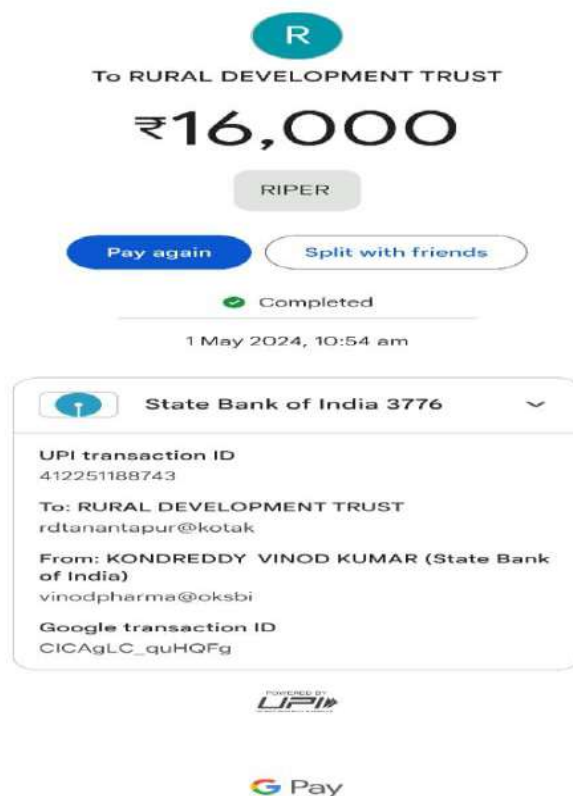 R
To RURAL DEVELOPMENT TRUST
₹16,000
RIPER
Pay again
Split with friends
Completed
1 May 2024, 10:54 am
State Bank of India 3776
UPI transaction ID
412251188743
To: RURAL DEVELOPMENT TRUST
rdtanantapur@kotak
From: KONDREDDY VINOD KUMAR (State Bank
of India)
vinodpharma@oksbi
Google transaction ID
CICAgLC_quHQFg
POWERED BY
UPI
G Pay